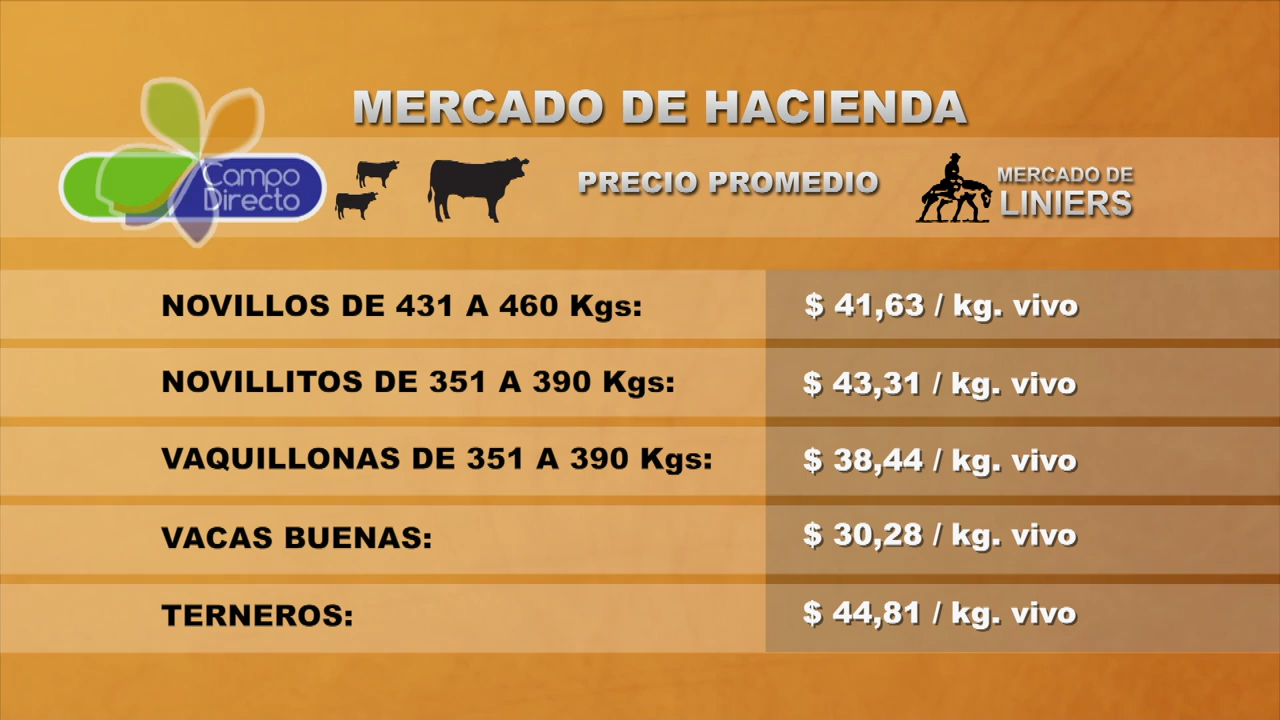 MERCADO DE HACIENDA
Campo
Directo
PRECIO PROMEDIO
MERCADO DE
LINIERS
NOVILLOS DE 431 A 460 Kgs: $ 41,63 / kg. vivo
NOVILLITOS DE 351 A 390 Kgs: $ 43,31 / kg. vivo
VAQUILLONAS DE 351 A 390 Kgs: $ 38,44 / kg. vivo
VACAS BUENAS: $ 30,28 / kg. vivo
TERNEROS: $ 44,81 / kg. vivo